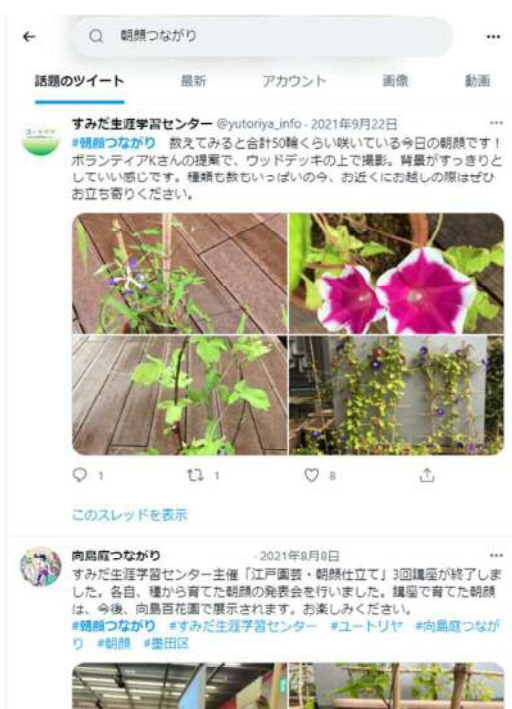 朝顔つながり
話題のツイート 最新 アカウント 画像 動画
すみだ生涯学習センター @yutoriya_info · 2021年9月22日
#朝顔つながり 数えてみると合計50輪くらい咲いている今日の朝顔です！
ボランティアKさんの提案で、ウッドデッキの上で撮影。背景がすっきりと
していい感じです。種類も数もいっぱいの今、お近くにお越しの際はぜひ
お立ち寄りください。
1 1 8
このスレッドを表示
向島庭つながり · 2021年8月8日
すみだ生涯学習センター主催「江戸園芸・朝顔仕立て」3回講座が終了しま
した。各自、種から育てた朝顔の発表会を行いました。講座で育てた朝顔
は、今後、向島百花園で展示されます。お楽しみください。
#朝顔つながり #すみだ生涯学習センター #ユートリヤ #向島庭つなが
り #朝顔 #墨田区